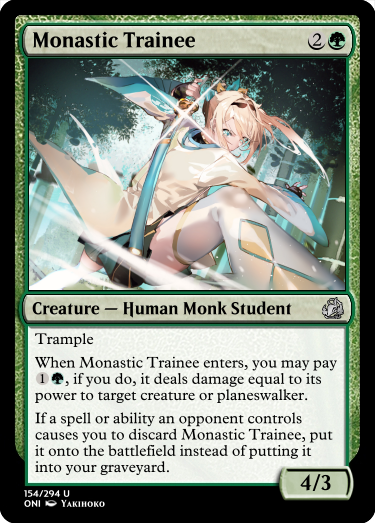 Monastic Trainee 2
Creature — Human Monk Student
Trample
When Monastic Trainee enters, you may pay
1, if you do, it deals damage equal to its
power to target creature or planeswalker.
If a spell or ability an opponent controls
causes you to discard Monastic Trainee, put
it onto the battlefield instead of putting it
into your graveyard.
4/3
154/294 U
ONI Yakihoko